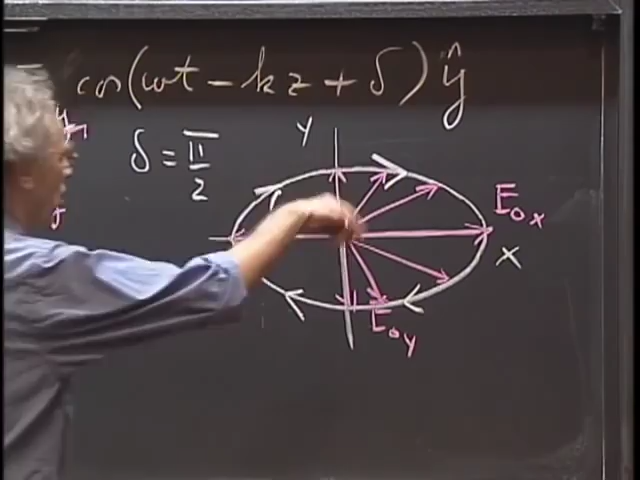 cos(ωt - kz + δ) ŷ
δ = π/2
y
E₀ₓ
x
E₀y